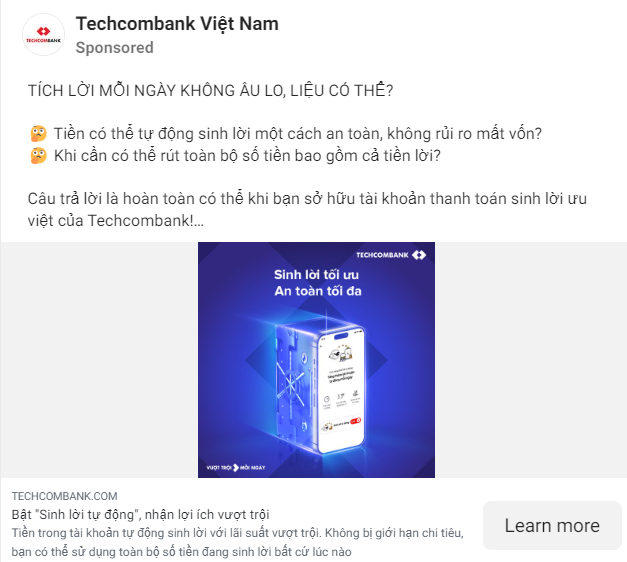 Techcombank Việt Nam
TECHCOMBANK
Sponsored
TÍCH LỜI MỖI NGÀY KHÔNG ÂU LO, LIỆU CÓ THỂ?
🤔 Tiền có thể tự động sinh lời một cách an toàn, không rủi ro mất vốn?
🤔 Khi cần có thể rút toàn bộ số tiền bao gồm cả tiền lời?
Câu trả lời là hoàn toàn có thể khi bạn sở hữu tài khoản thanh toán sinh lời ưu
việt của Techcombank!...
TECHCOMBANK
Sinh lời tối ưu
An toàn tối đa
VƯỢT TRỘI MỖI NGÀY
TECHCOMBANK.COM
Bật "Sinh lời tự động", nhận lợi ích vượt trội
Tiền trong tài khoản tự động sinh lời với lãi suất vượt trội. Không bị giới hạn chi tiêu,
bạn có thể sử dụng toàn bộ số tiền đang sinh lời bất cứ lúc nào
Learn more